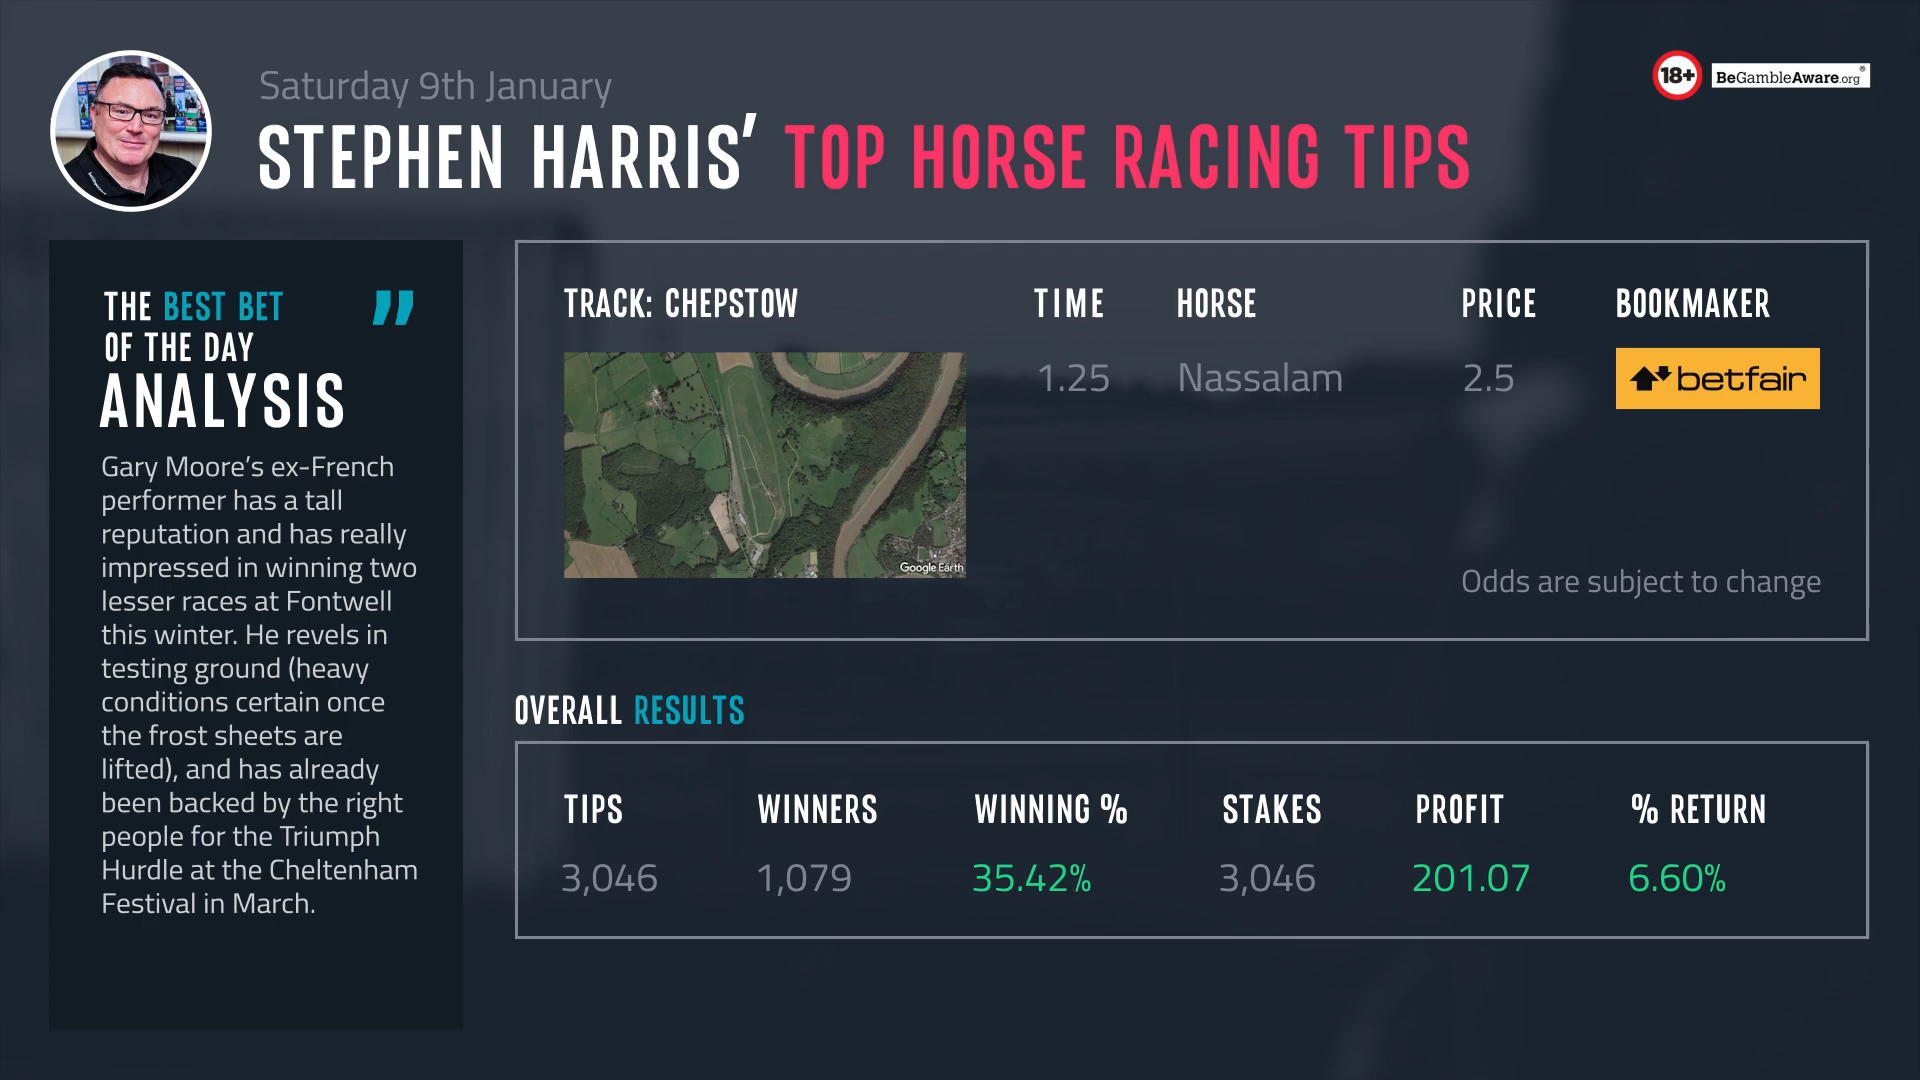 Saturday 9th January
STEPHEN HARRIS’ TOP HORSE RACING TIPS
18+
BeGambleAware.org®
THE BEST BET
OF THE DAY
ANALYSIS
”
Gary Moore’s ex-French
performer has a tall
reputation and has really
impressed in winning two
lesser races at Fontwell
this winter. He revels in
testing ground (heavy
conditions certain once
the frost sheets are
lifted), and has already
been backed by the right
people for the Triumph
Hurdle at the Cheltenham
Festival in March.
TRACK: CHEPSTOW TIME HORSE PRICE BOOKMAKER
1.25 Nassalam 2.5 betfair
Google Earth
Odds are subject to change
OVERALL RESULTS
TIPS WINNERS WINNING % STAKES PROFIT % RETURN
3,046 1,079 35.42% 3,046 201.07 6.60%